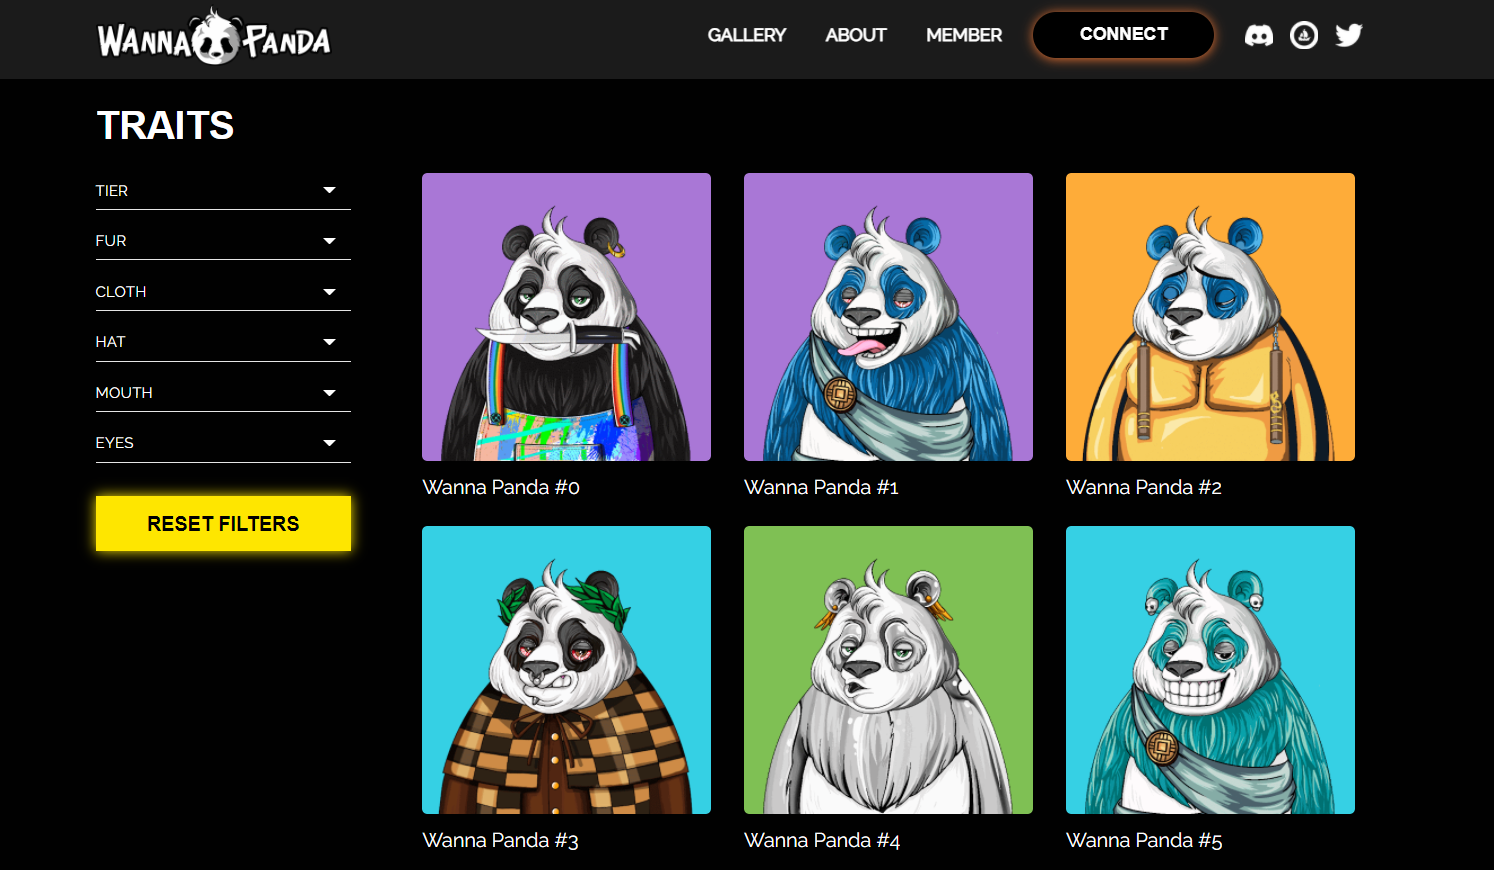 WANNA PANDA
GALLERY
ABOUT
MEMBER
CONNECT
TRAITS
TIER
FUR
CLOTH
HAT
MOUTH
EYES
RESET FILTERS
Wanna Panda #0
Wanna Panda #1
Wanna Panda #2
Wanna Panda #3
Wanna Panda #4
Wanna Panda #5